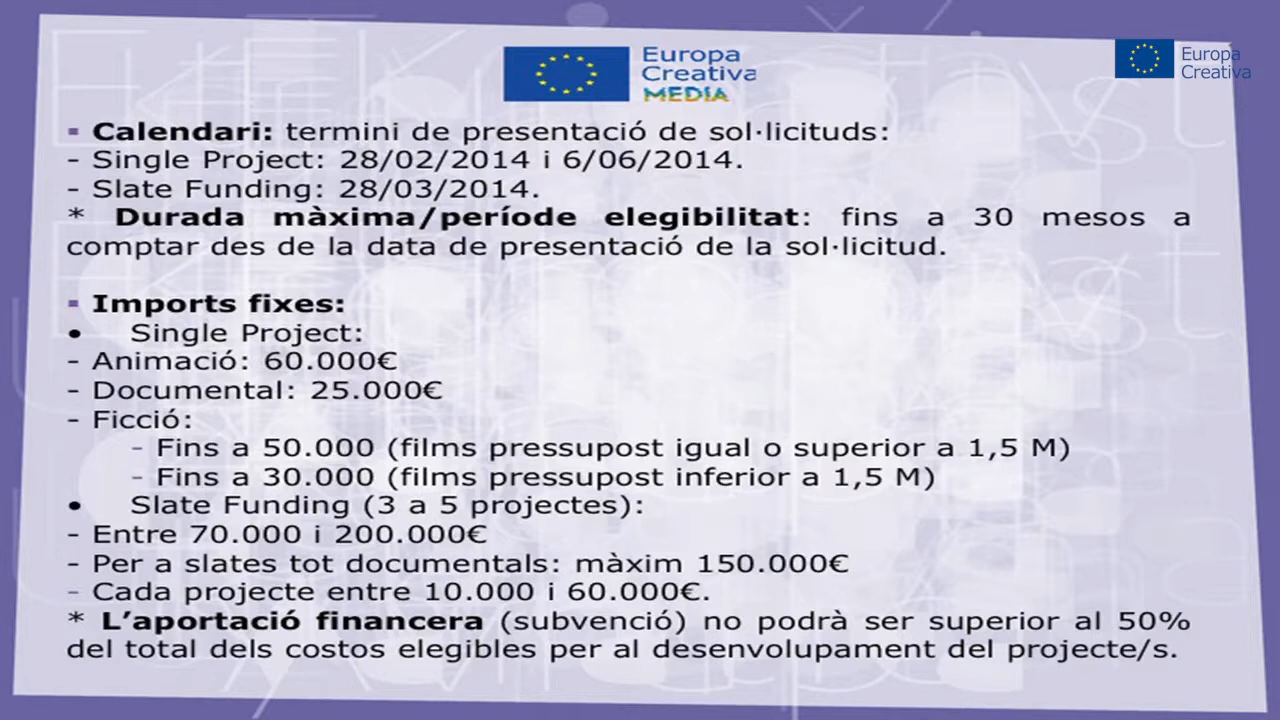 Europa
Creativa
MEDIA
Europa
Creativa
▪ Calendari: termini de presentació de sol·licituds:
- Single Project: 28/02/2014 i 6/06/2014.
- Slate Funding: 28/03/2014.
* Durada màxima/període elegibilitat: fins a 30 mesos a
comptar des de la data de presentació de la sol·licitud.
▪ Imports fixes:
• Single Project:
- Animació: 60.000€
- Documental: 25.000€
- Ficció:
- Fins a 50.000 (films pressupost igual o superior a 1,5 M)
- Fins a 30.000 (films pressupost inferior a 1,5 M)
• Slate Funding (3 a 5 projectes):
- Entre 70.000 i 200.000€
- Per a slates tot documentals: màxim 150.000€
- Cada projecte entre 10.000 i 60.000€.
* L’aportació financera (subvenció) no podrà ser superior al 50%
del total dels costos elegibles per al desenvolupament del projecte/s.